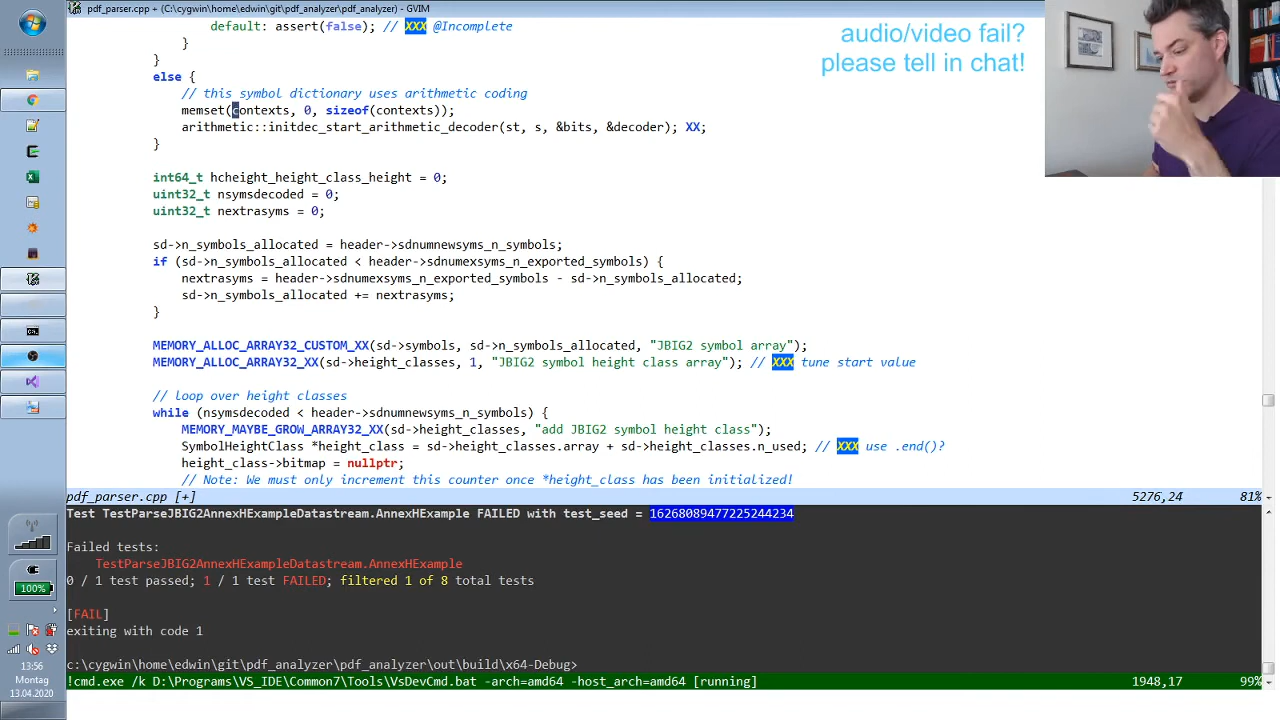 pdf_parser.cpp + (C:\cygwin\home\edwin\git\pdf_analyzer\pdf_analyzer) - GVIM
audio/video fail?
please tell in chat!
default: assert(false); // XXX @Incomplete
}
}
else {
// this symbol dictionary uses arithmetic coding
memset(contexts, 0, sizeof(contexts));
arithmetic::initdec_start_arithmetic_decoder(st, s, &bits, &decoder); XX;
}
int64_t hcheight_height_class_height = 0;
uint32_t nsymsdecoded = 0;
uint32_t nextrasyms = 0;
sd->n_symbols_allocated = header->sdnumnewsyms_n_symbols;
if (sd->n_symbols_allocated < header->sdnumexsyms_n_exported_symbols) {
nextrasyms = header->sdnumexsyms_n_exported_symbols - sd->n_symbols_allocated;
sd->n_symbols_allocated += nextrasyms;
}
MEMORY_ALLOC_ARRAY32_CUSTOM_XX(sd->symbols, sd->n_symbols_allocated, "JBIG2 symbol array");
MEMORY_ALLOC_ARRAY32_XX(sd->height_classes, 1, "JBIG2 symbol height class array"); // XXX tune start value
// loop over height classes
while (nsymsdecoded < header->sdnumnewsyms_n_symbols) {
MEMORY_MAYBE_GROW_ARRAY32_XX(sd->height_classes, "add JBIG2 symbol height class");
SymbolHeightClass *height_class = sd->height_classes.array + sd->height_classes.n_used; // XXX use .end()?
height_class->bitmap = nullptr;
// Note: We must only increment this counter once *height_class has been initialized!
pdf_parser.cpp [+] 5276,24 81%
Test TestParseJBIG2AnnexHExampleDatastream.AnnexHExample FAILED with test_seed = 16268089477225244234
Failed tests:
TestParseJBIG2AnnexHExampleDatastream.AnnexHExample
0 / 1 test passed; 1 / 1 test FAILED; filtered 1 of 8 total tests
[FAIL]
exiting with code 1
c:\cygwin\home\edwin\git\pdf_analyzer\pdf_analyzer\out\build\x64-Debug>
!cmd.exe /k D:\Programs\VS_IDE\Common7\Tools\VsDevCmd.bat -arch=amd64 -host_arch=amd64 [running] 1948,17 99%
100%
13:56
Montag
13.04.2020